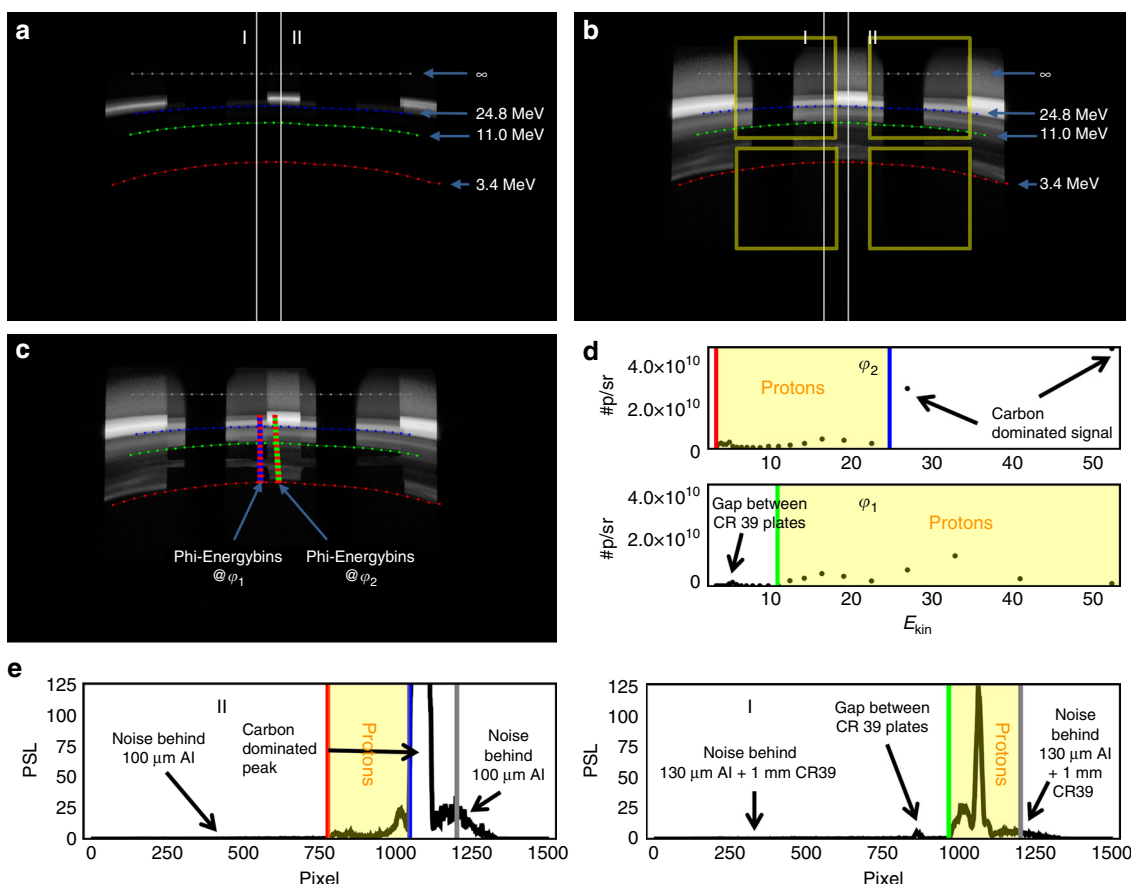 a
I II
∞
24.8 MeV
11.0 MeV
3.4 MeV
b
I II
∞
24.8 MeV
11.0 MeV
3.4 MeV
c
Phi-Energybins
@φ1
Phi-Energybins
@φ2
d
4.0×10^10
2.0×10^10
0
#p/sr
φ2
Protons
Carbon
dominated signal
10 20 30 40 50
4.0×10^10
2.0×10^10
0
#p/sr
Gap between
CR 39 plates
φ1
Protons
10 20 30 40 50
Ekin
e
125
100
75
50
25
0
PSL
II
Noise behind
100 μm Al
Carbon
dominated
peak
Protons
Noise
behind
100 μm Al
0 250 500 750 1000 1250 1500
Pixel
125
100
75
50
25
0
PSL
I
Noise behind
130 μm Al + 1 mm CR39
Gap between
CR 39 plates
Protons
Noise
behind
130 μm Al
+ 1 mm
CR39
0 250 500 750 1000 1250 1500
Pixel